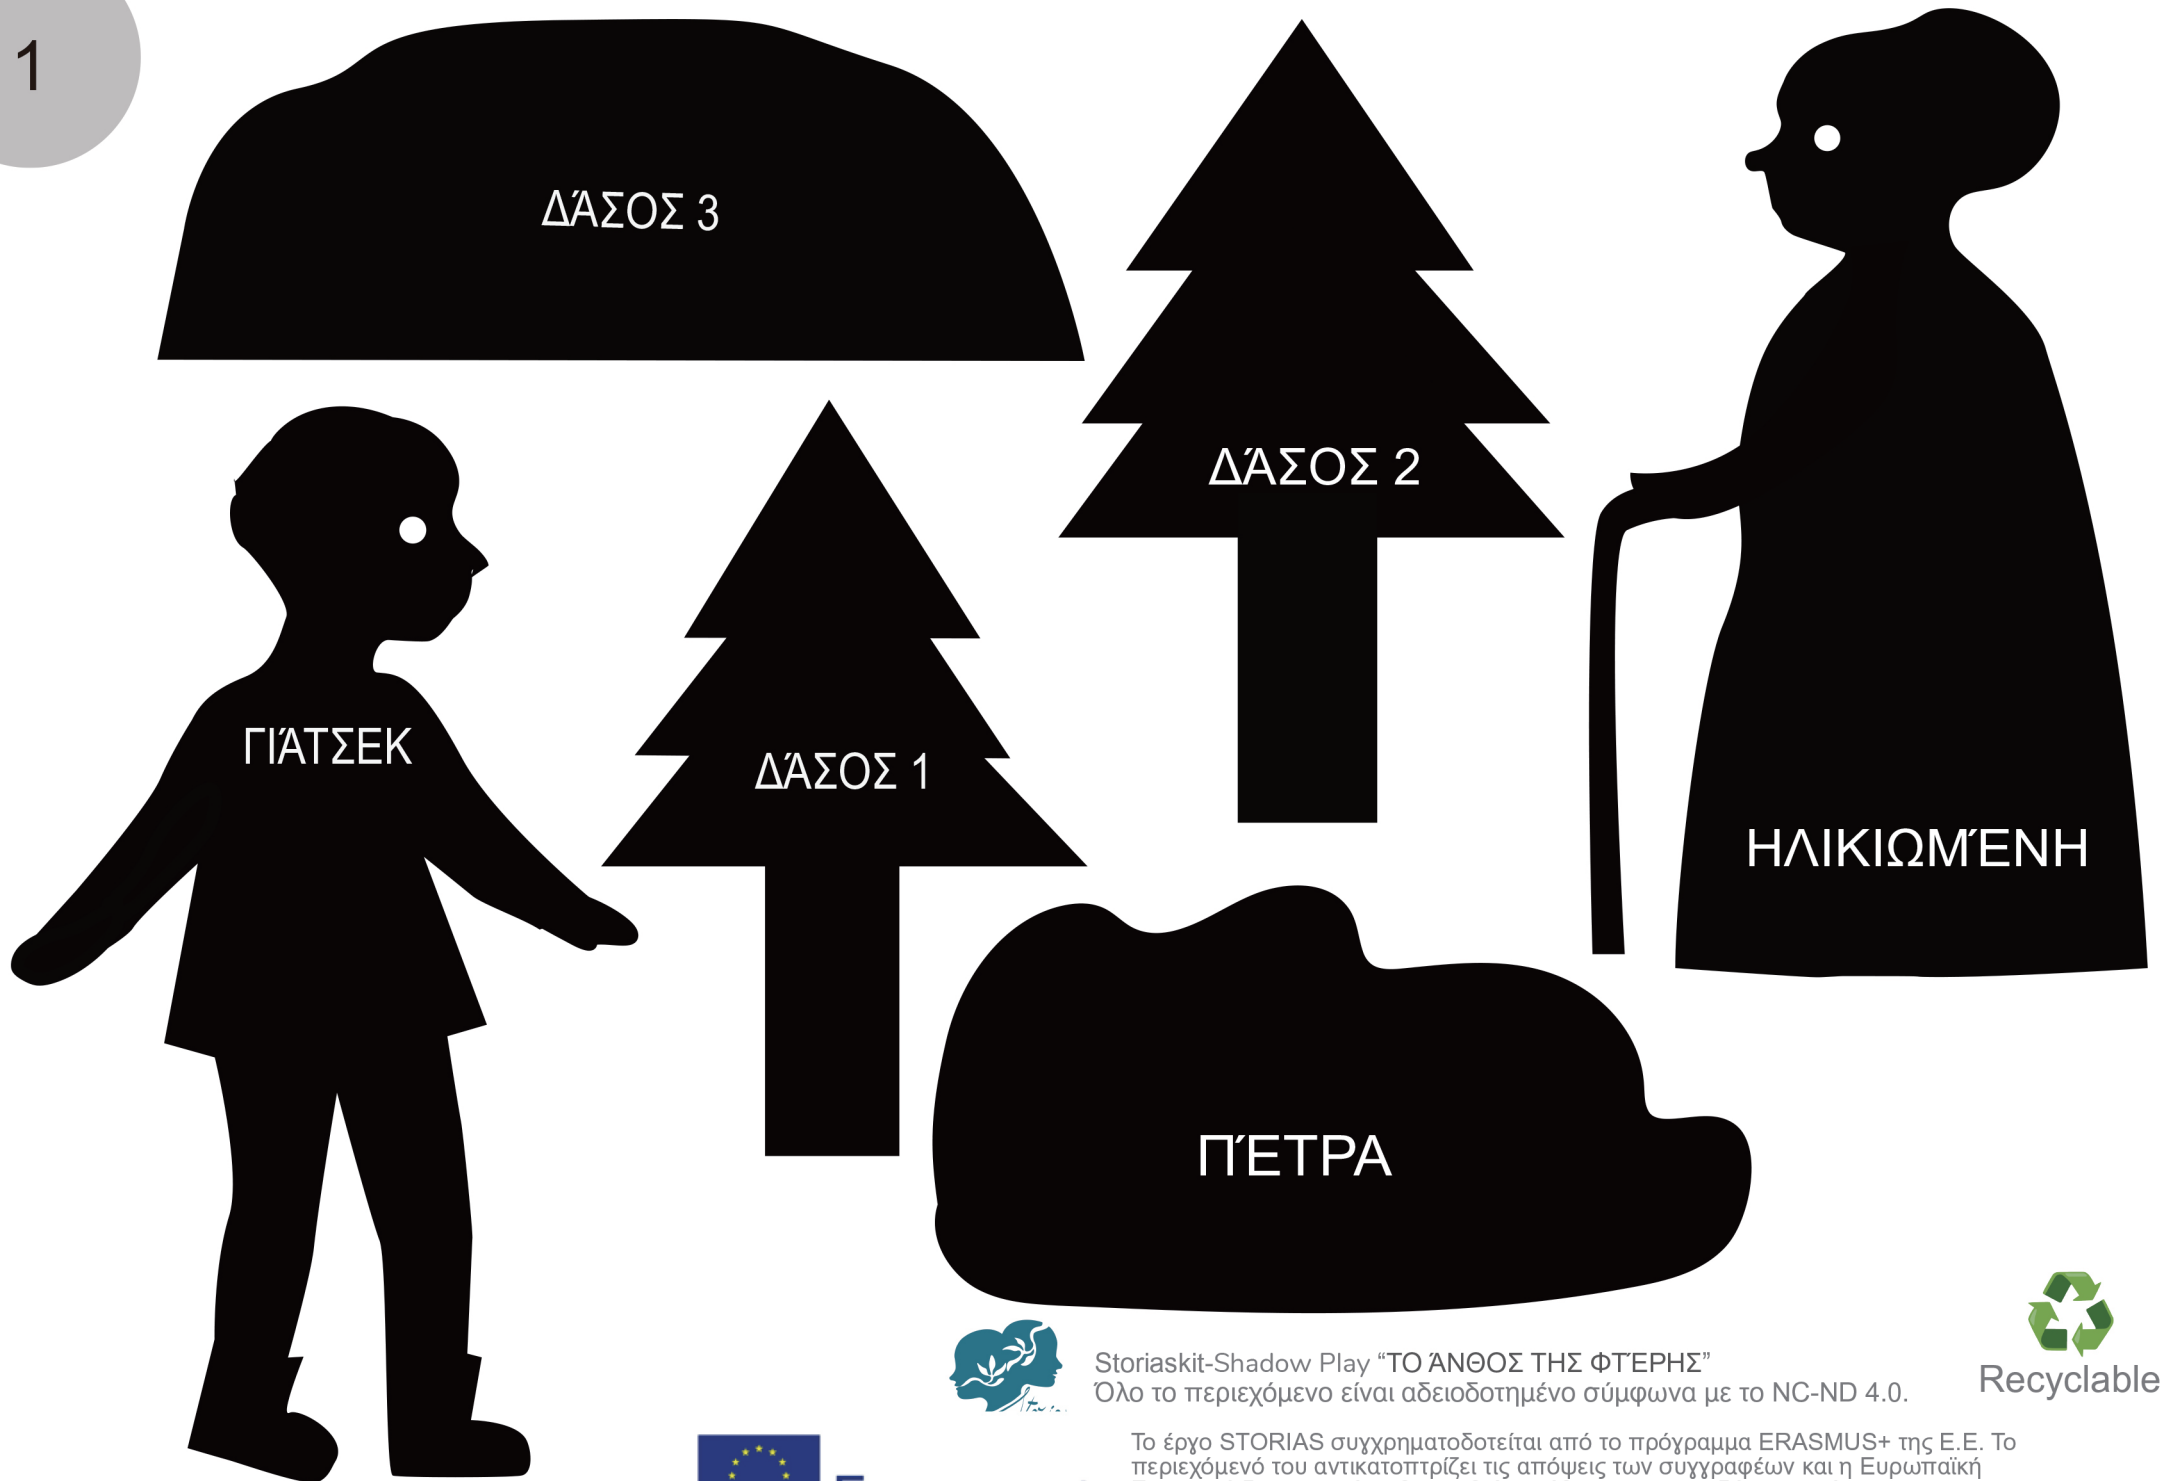 1
ΔΆΣΟΣ 3
ΔΆΣΟΣ 2
ΓΙΆΤΣΕΚ
ΔΆΣΟΣ 1
ΗΛΙΚΙΩΜΈΝΗ
ΠΈΤΡΑ
Storiaskit-Shadow Play “ΤΟ ΆΝΘΟΣ ΤΗΣ ΦΤΈΡΗΣ”
Όλο το περιεχόμενο είναι αδειοδοτημένο σύμφωνα με το NC-ND 4.0.
Recyclable
Το έργο STORIAS συγχρηματοδοτείται από το πρόγραμμα ERASMUS+ της Ε.Ε. Το
περιεχόμενό του αντικατοπτρίζει τις απόψεις των συγγραφέων και η Ευρωπαϊκή